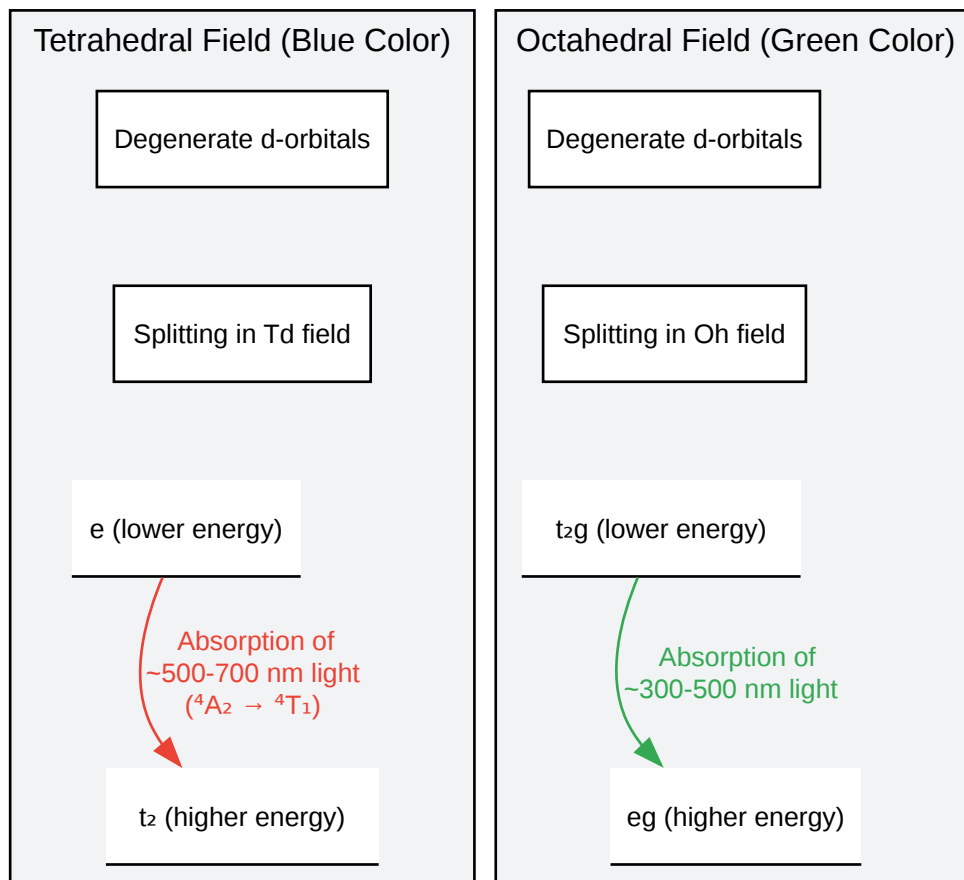 Tetrahedral Field (Blue Color)
Degenerate d-orbitals
Splitting in Td field
e (lower energy)
Absorption of
~500-700 nm light
(⁴A₂ → ⁴T₁)
t₂ (higher energy)
Octahedral Field (Green Color)
Degenerate d-orbitals
Splitting in Oh field
t₂g (lower energy)
Absorption of
~300-500 nm light
eg (higher energy)